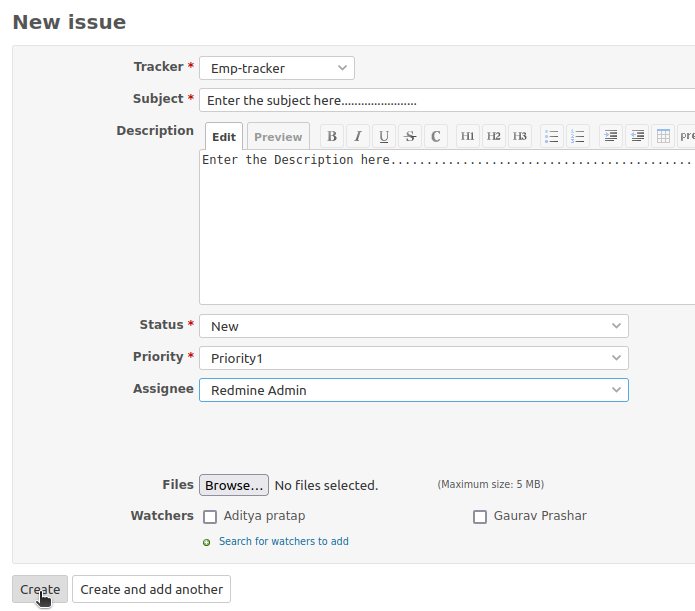 New issue
Tracker * Emp-tracker
Subject * Enter the subject here.......................
Description Edit Preview B I U S C H1 H2 H3 pre
Enter the Description here..........................................
Status * New
Priority * Priority1
Assignee Redmine Admin
Files Browse... No files selected. (Maximum size: 5 MB)
Watchers Aditya pratap Gaurav Prashar
Search for watchers to add
Create Create and add another